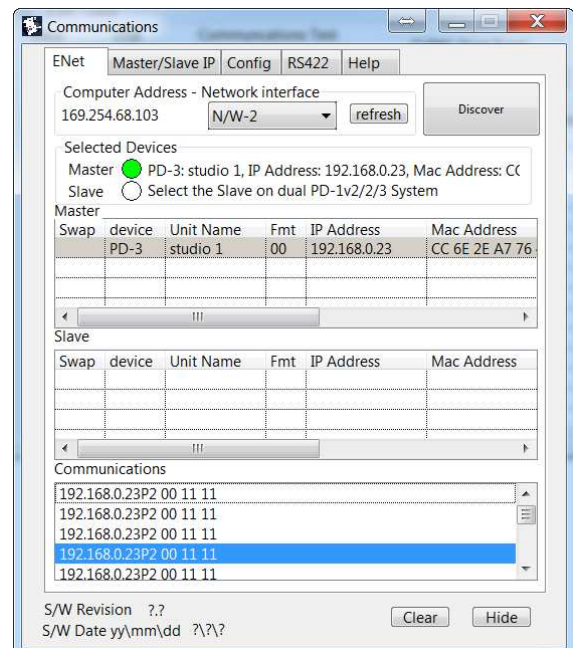 Communications
ENet Master/Slave IP Config RS422 Help
Computer Address - Network interface
169.254.68.103 N/W-2 refresh Discover
Selected Devices
Master PD-3: studio 1, IP Address: 192.168.0.23, Mac Address: C(
Slave Select the Slave on dual PD-1v2/2/3 System
Master
Swap device Unit Name Fmt IP Address Mac Address
PD-3 studio 1 00 192.168.0.23 CC 6E 2E A7 76
Slave
Swap device Unit Name Fmt IP Address Mac Address
Communications
192.168.0.23P2 00 11 11
192.168.0.23P2 00 11 11
192.168.0.23P2 00 11 11
192.168.0.23P2 00 11 11
192.168.0.23P2 00 11 11
S/W Revision ?.?
S/W Date yy\mm\dd ?\?\?
Clear Hide